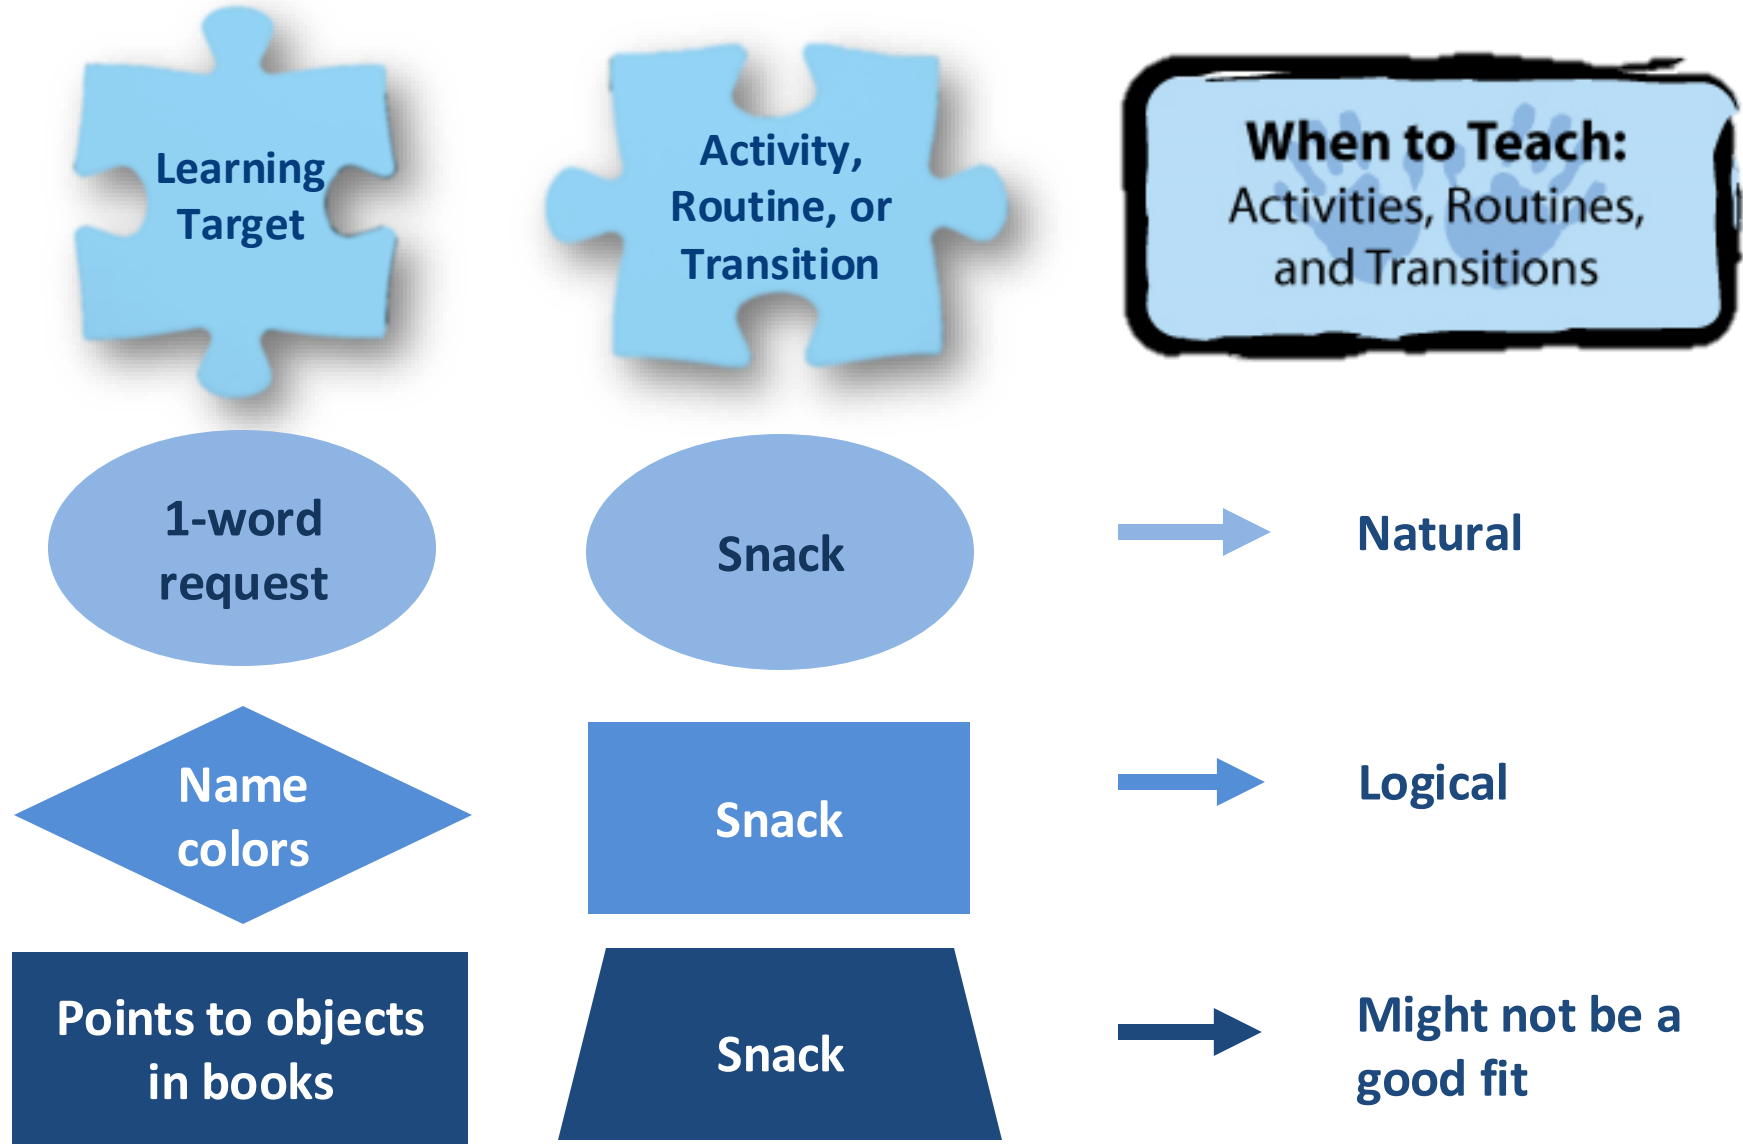 Learning
Target
Activity,
Routine, or
Transition
When to Teach:
Activities, Routines,
and Transitions
1-word
request
Snack
Natural
Name
colors
Snack
Logical
Points to objects
in books
Snack
Might not be a
good fit